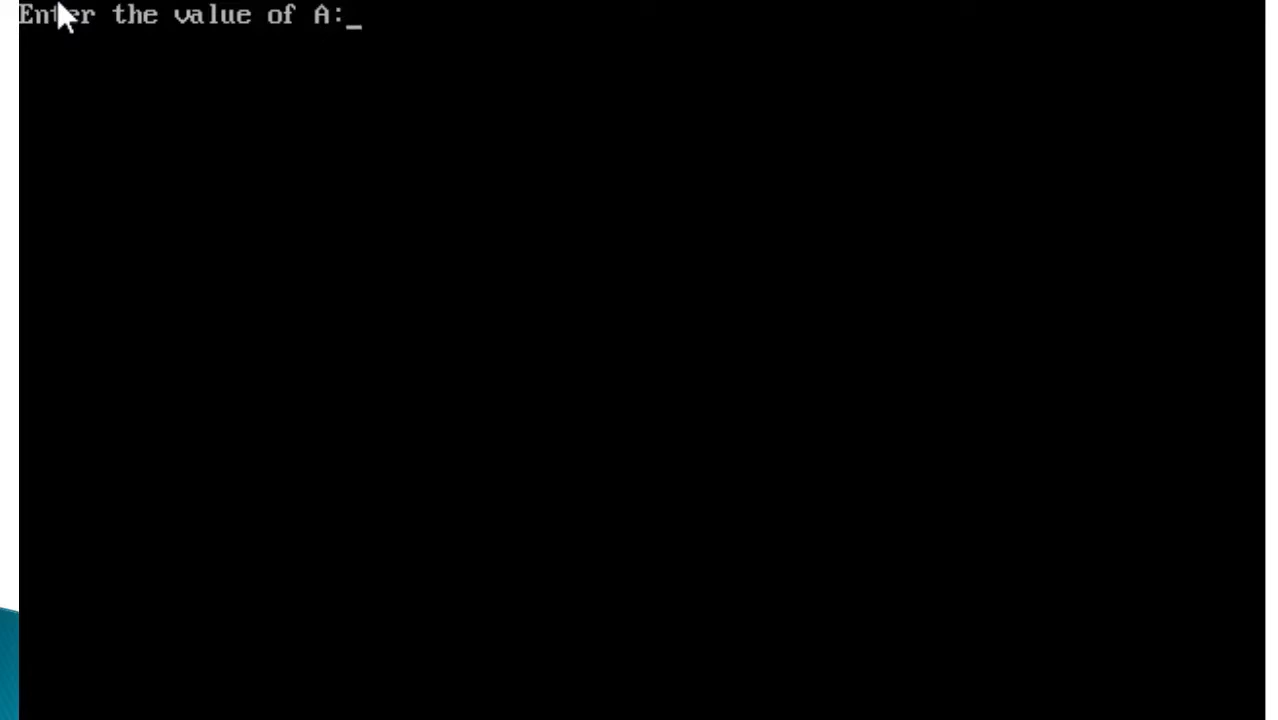 Enter the value of A:_